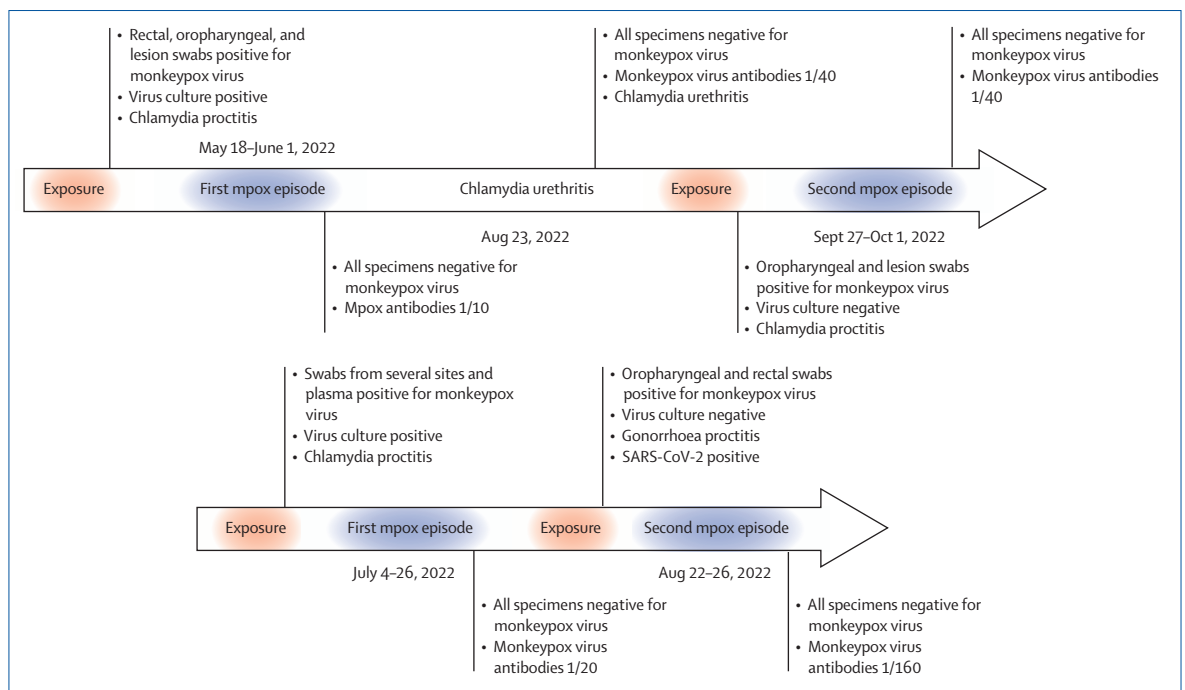 • Rectal, oropharyngeal, and
lesion swabs positive for
monkeypox virus
• Virus culture positive
• Chlamydia proctitis
• All specimens negative for
monkeypox virus
• Monkeypox virus antibodies 1/40
• Chlamydia urethritis
• All specimens negative for
monkeypox virus
• Monkeypox virus antibodies
1/40
May 18–June 1, 2022
Exposure
First mpox episode
Chlamydia urethritis
Exposure
Second mpox episode
Aug 23, 2022
Sept 27–Oct 1, 2022
• All specimens negative for
monkeypox virus
• Mpox antibodies 1/10
• Oropharyngeal and lesion swabs
positive for monkeypox virus
• Virus culture negative
• Chlamydia proctitis
• Swabs from several sites and
plasma positive for monkeypox
virus
• Virus culture positive
• Chlamydia proctitis
• Oropharyngeal and rectal swabs
positive for monkeypox virus
• Virus culture negative
• Gonorrhoea proctitis
• SARS-CoV-2 positive
Exposure
First mpox episode
Exposure
Second mpox episode
July 4–26, 2022
Aug 22–26, 2022
• All specimens negative for
monkeypox virus
• Monkeypox virus
antibodies 1/20
• All specimens negative for
monkeypox virus
• Monkeypox virus
antibodies 1/160